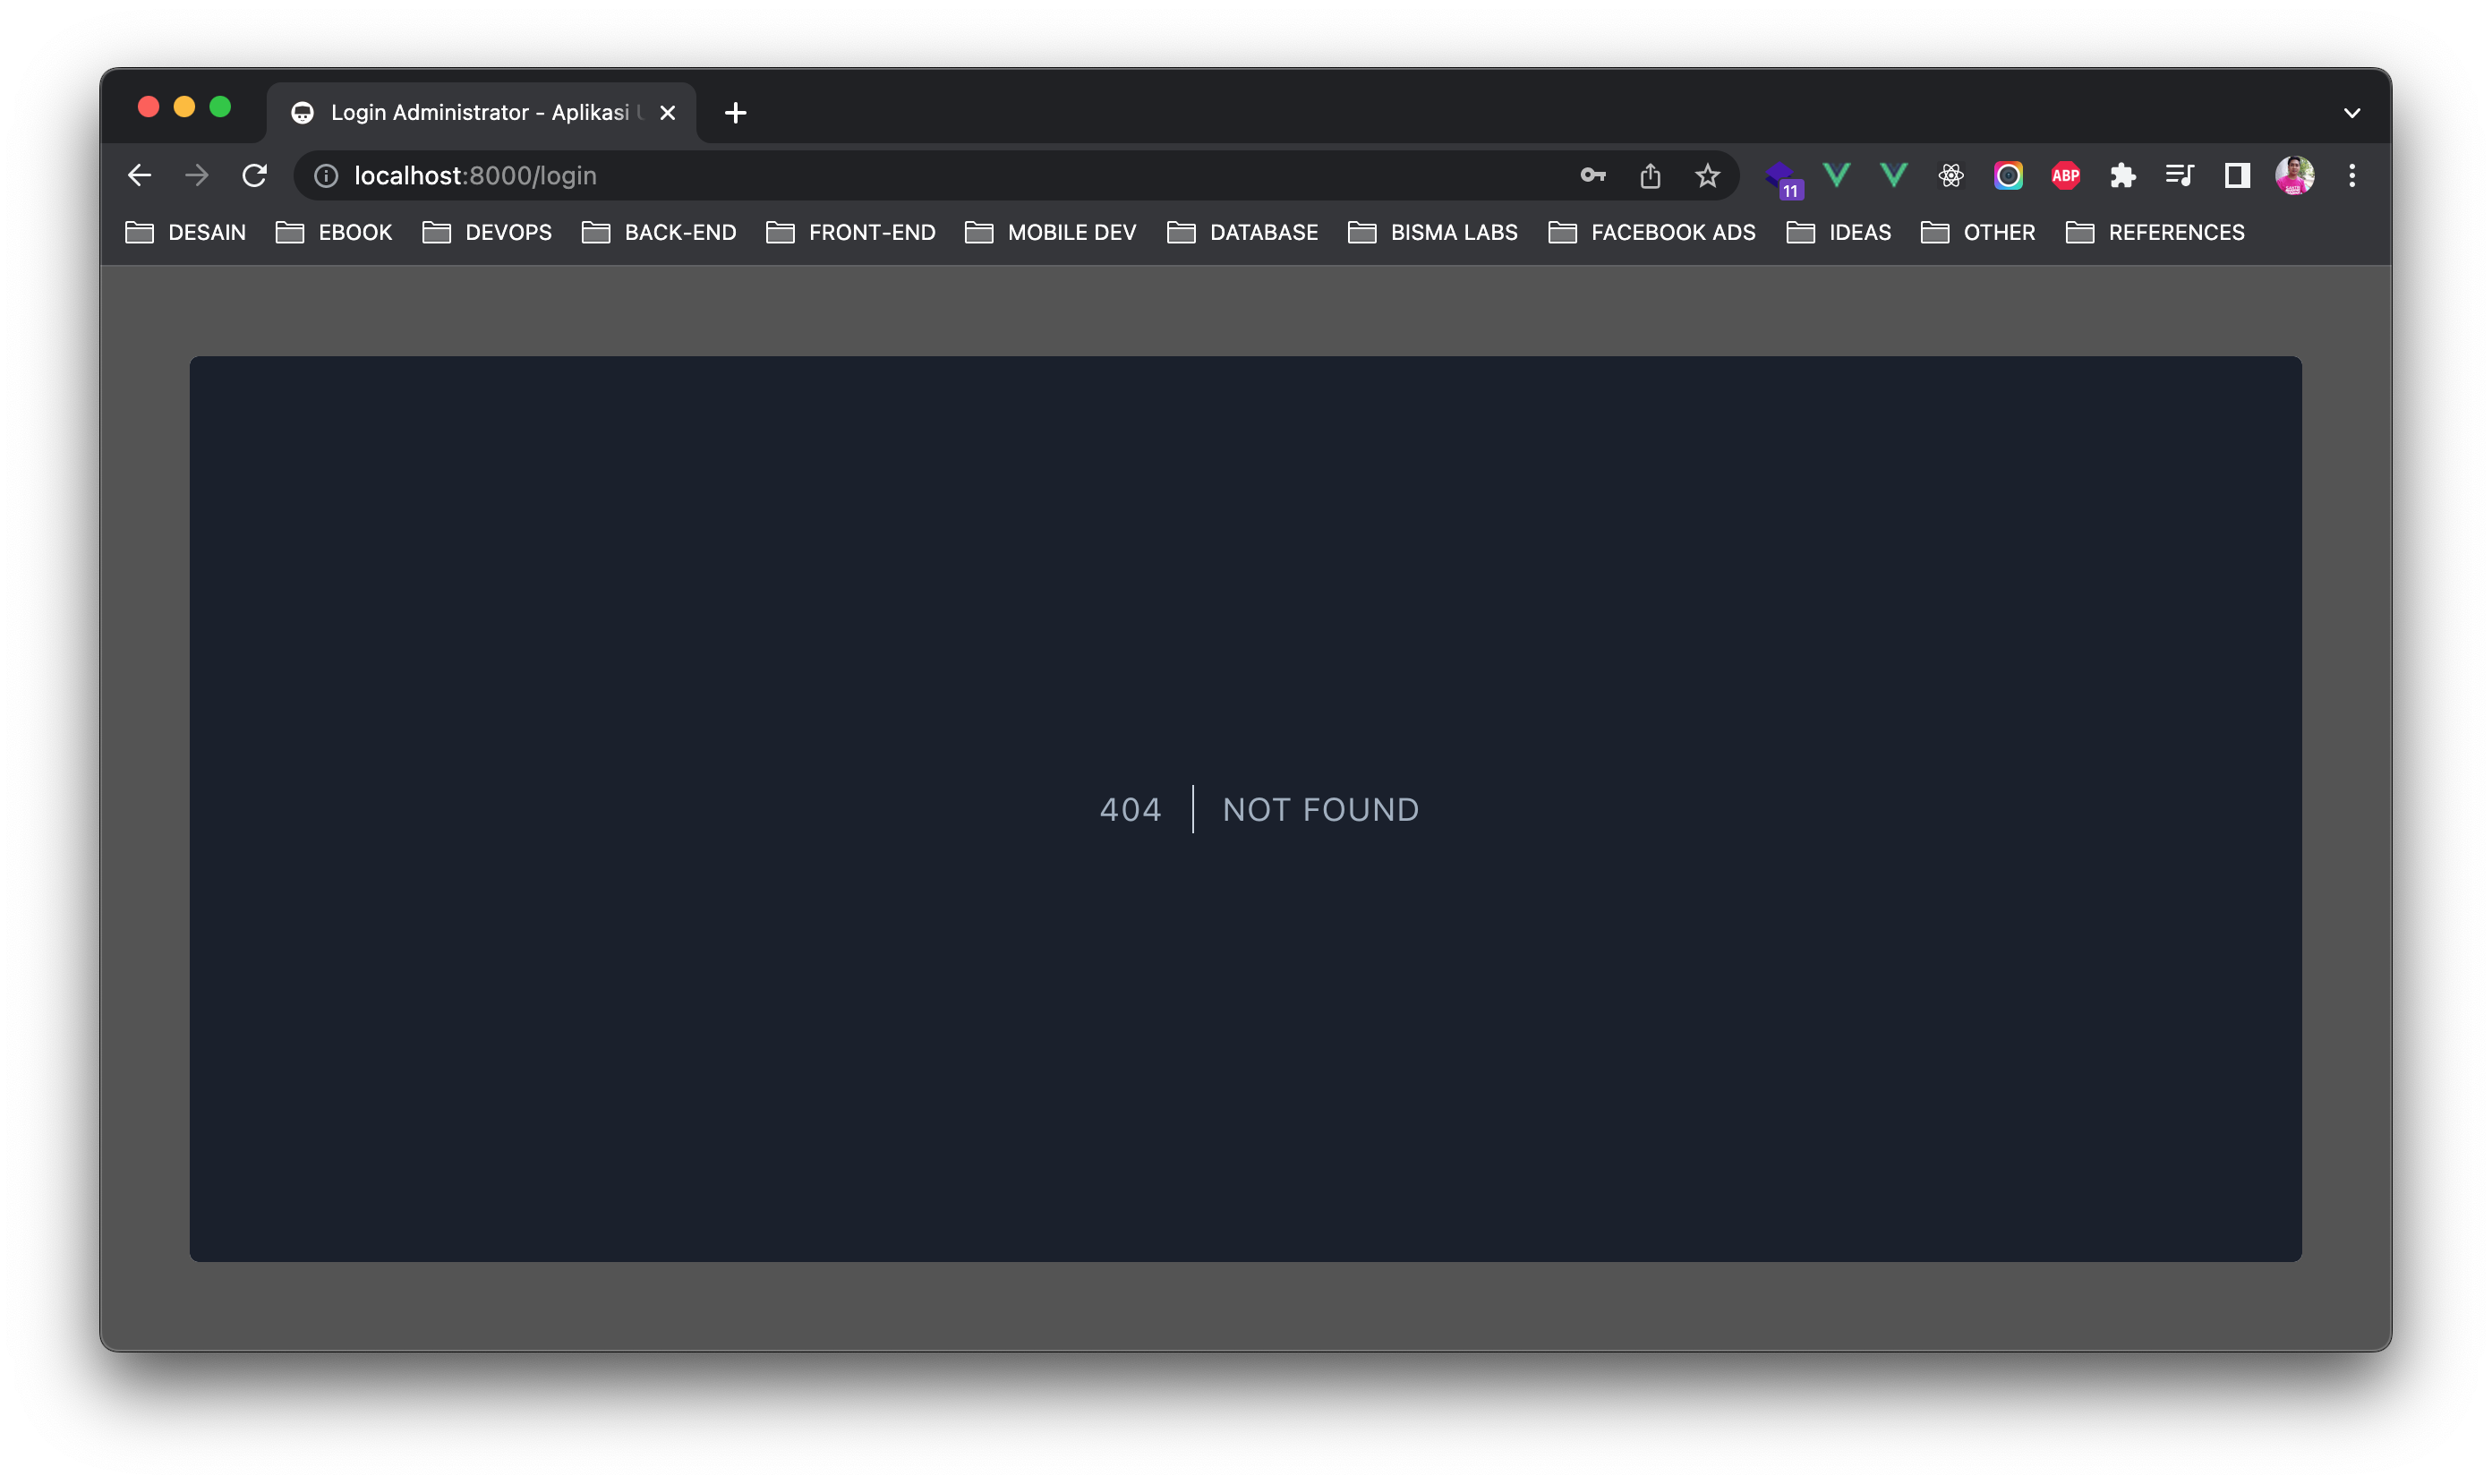 Login Administrator - Aplikasi
localhost:8000/login
11
ABP
DESAIN EBOOK DEVOPS BACK-END FRONT-END MOBILE DEV DATABASE BISMA LABS FACEBOOK ADS IDEAS OTHER REFERENCES
404 NOT FOUND